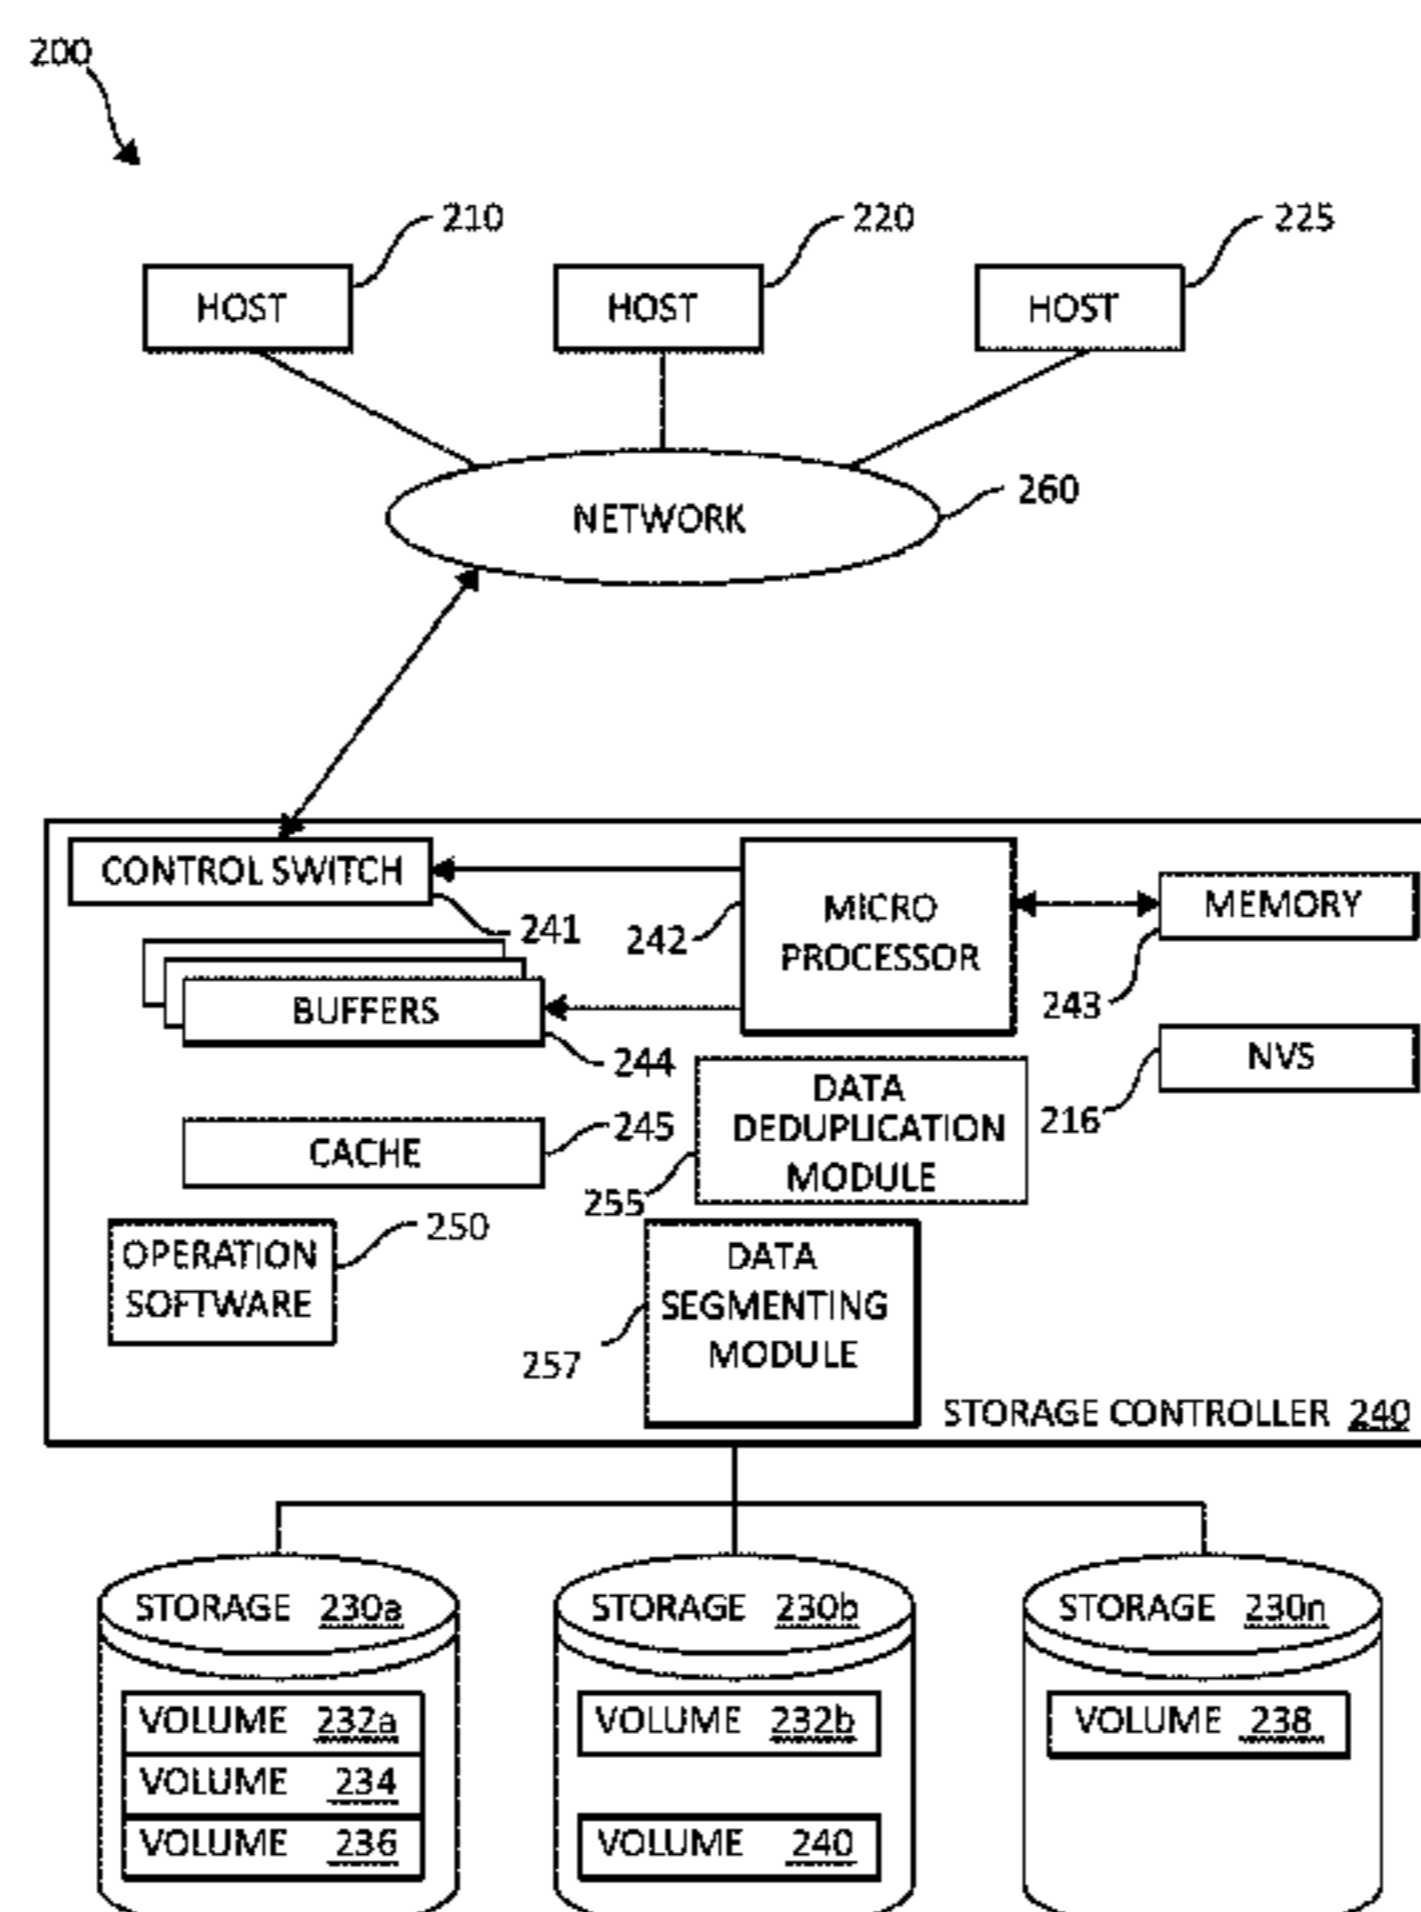 200
210
220
225
HOST
HOST
HOST
260
NETWORK
CONTROL SWITCH
241
242
MICRO
PROCESSOR
MEMORY
243
BUFFERS
244
NVS
216
DATA
DEDUPLICATION
MODULE
255
CACHE
245
250
OPERATION
SOFTWARE
DATA
SEGMENTING
MODULE
257
STORAGE CONTROLLER 240
STORAGE 230a
VOLUME 232a
VOLUME 234
VOLUME 236
STORAGE 230b
VOLUME 232b
VOLUME 240
STORAGE 230n
VOLUME 238